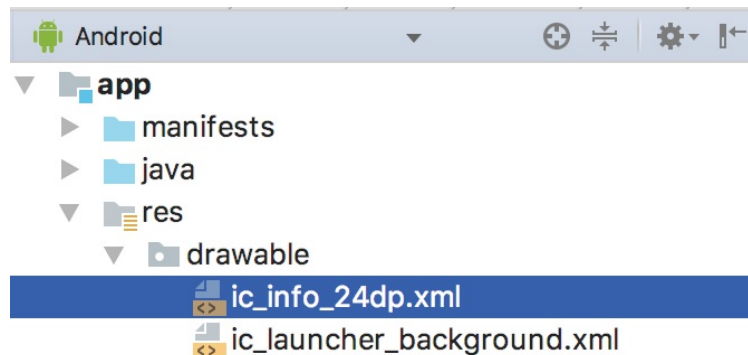 Android
app
manifests
java
res
drawable
ic_info_24dp.xml
ic_launcher_background.xml